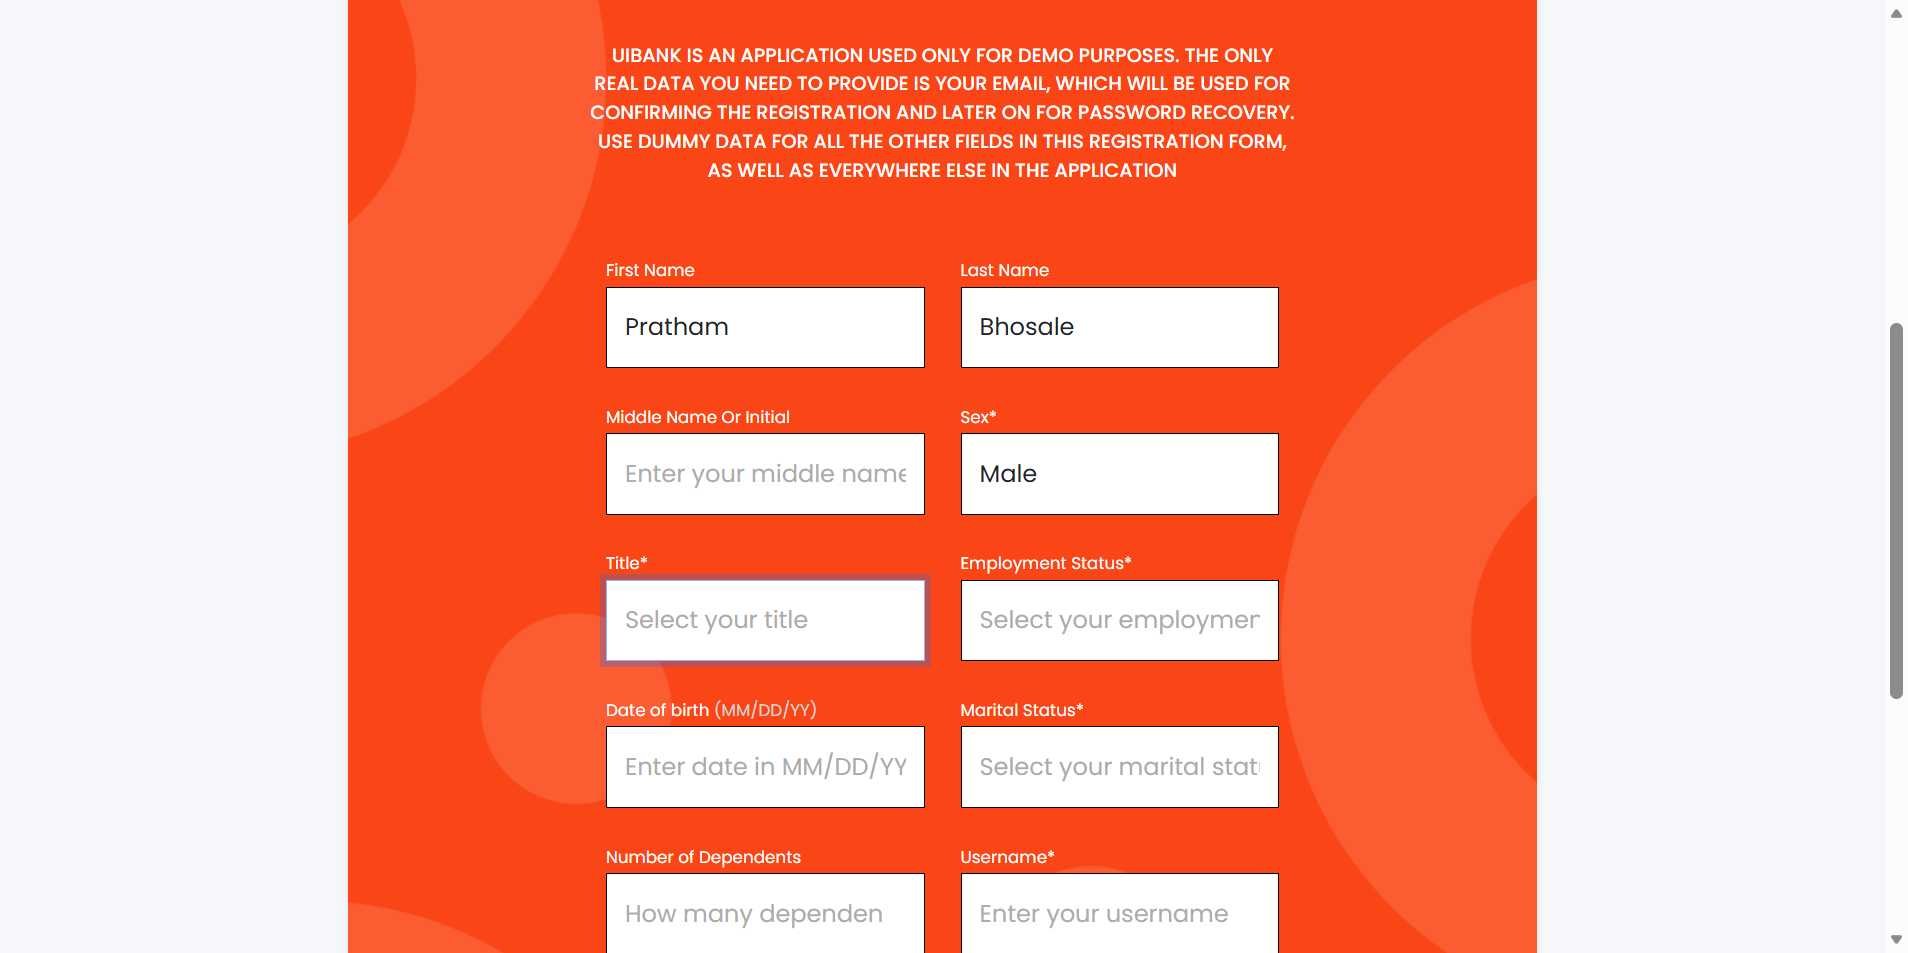 UIBANK IS AN APPLICATION USED ONLY FOR DEMO PURPOSES. THE ONLY
REAL DATA YOU NEED TO PROVIDE IS YOUR EMAIL, WHICH WILL BE USED FOR
CONFIRMING THE REGISTRATION AND LATER ON FOR PASSWORD RECOVERY.
USE DUMMY DATA FOR ALL THE OTHER FIELDS IN THIS REGISTRATION FORM,
AS WELL AS EVERYWHERE ELSE IN THE APPLICATION
First Name
Last Name
Pratham
Bhosale
Middle Name Or Initial
Sex*
Enter your middle name
Male
Title*
Employment Status*
Select your title
Select your employmen
Date of birth (MM/DD/YY)
Marital Status*
Enter date in MM/DD/YY
Select your marital stat
Number of Dependents
Username*
How many dependen
Enter your username